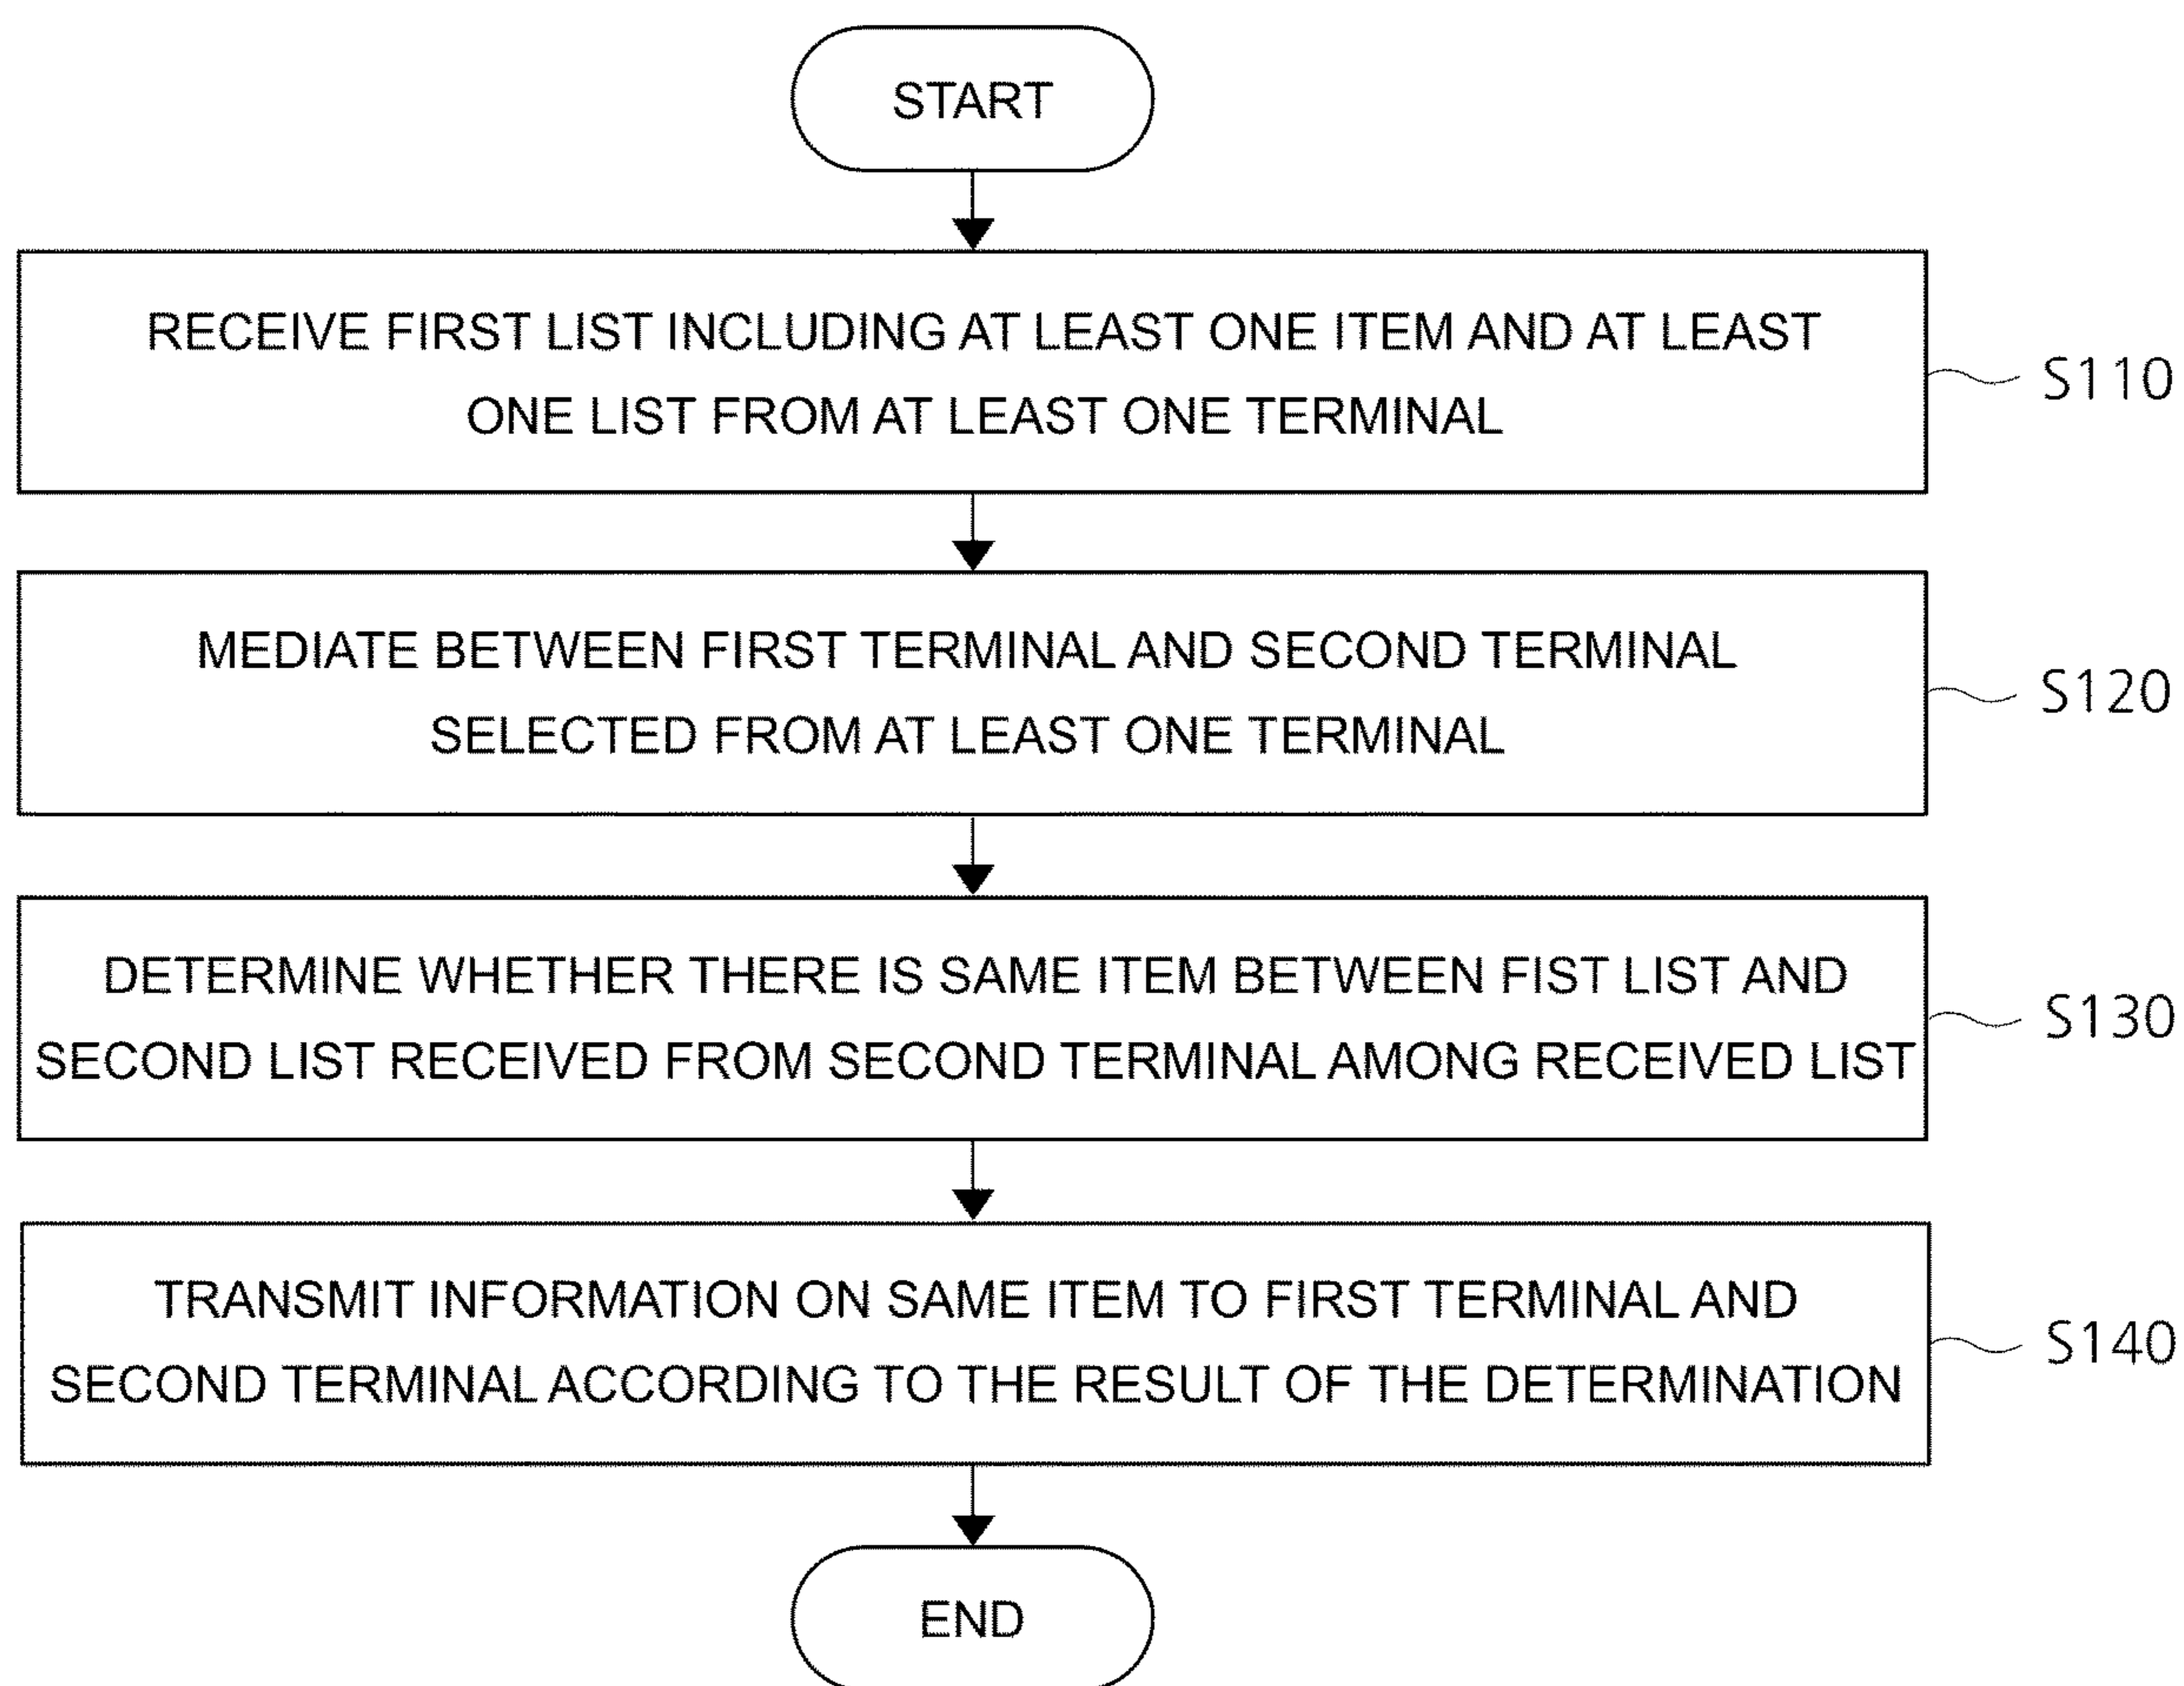 START
RECEIVE FIRST LIST INCLUDING AT LEAST ONE ITEM AND AT LEAST
ONE LIST FROM AT LEAST ONE TERMINAL
S110
MEDIATE BETWEEN FIRST TERMINAL AND SECOND TERMINAL
SELECTED FROM AT LEAST ONE TERMINAL
S120
DETERMINE WHETHER THERE IS SAME ITEM BETWEEN FIST LIST AND
SECOND LIST RECEIVED FROM SECOND TERMINAL AMONG RECEIVED LIST
S130
TRANSMIT INFORMATION ON SAME ITEM TO FIRST TERMINAL AND
SECOND TERMINAL ACCORDING TO THE RESULT OF THE DETERMINATION
S140
END